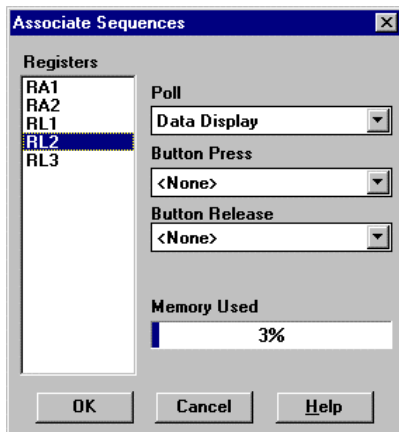 Associate Sequences
Registers
RA1
RA2
RL1
RL2
RL3
Poll
Data Display
Button Press
<None>
Button Release
<None>
Memory Used
3%
OK
Cancel
Help